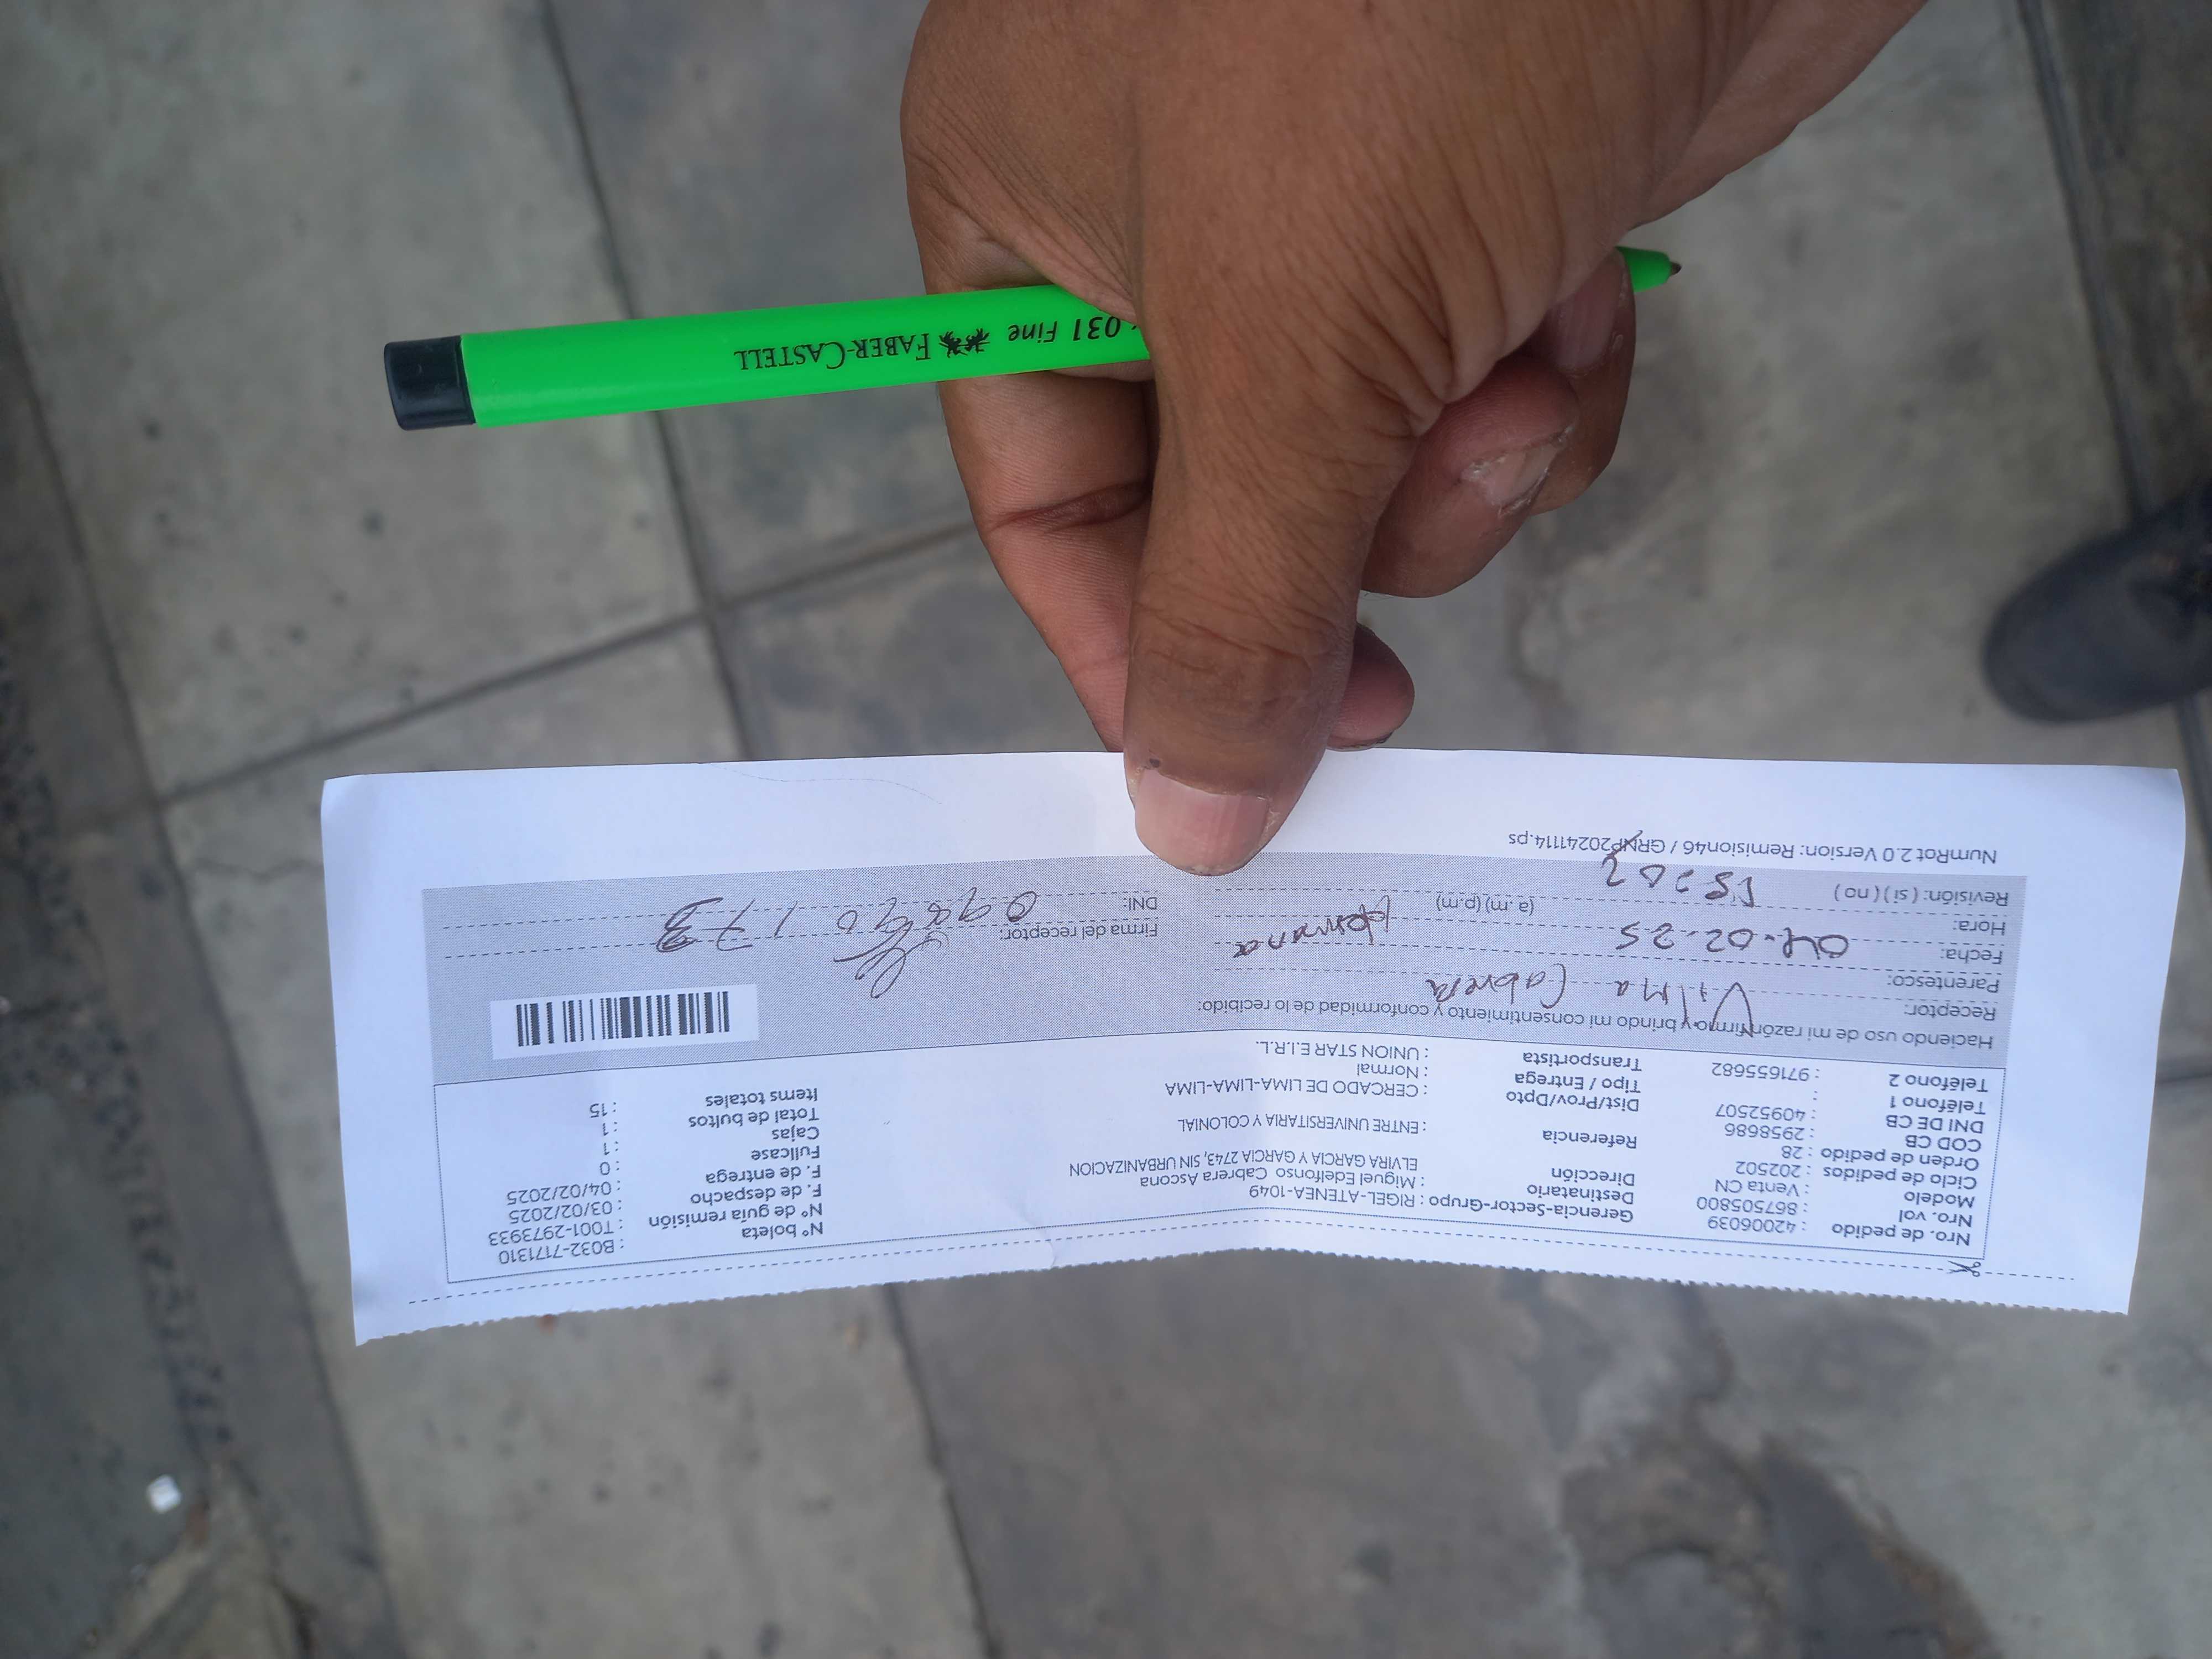 Nro. de pedido : 42006039
Nro. vol : 867505800
Modelo : Venta CN
Ciclo de pedidos : 202502
Orden de pedido : 28
COD CB : 2958686
DNI DE CB : 40952507
Teléfono 1 :
Teléfono 2 : 971655682
Gerencia-Sector-Grupo : RIGEL-ATENEA-1049
Destinatario : Miguel Edelfonso Cabrera Ascona
Dirección ELVIRA GARCIA Y GARCIA 2743, SIN URBANIZACION
Referencia : ENTRE UNIVERSITARIA Y COLONIAL
Dist/Prov/Dpto : CERCADO DE LIMA-LIMA-LIMA
Tipo / Entrega : Normal
Transportista : UNION STAR E.I.R.L.
N° boleta : B032-7171310
N° de guía remisión : T001-2973933
F. de despacho : 03/02/2025
F. de entrega : 04/02/2025
Fullcase : 0
Cajas : 1
Total de bultos : 1
Items totales : 15
Haciendo uso de mi razón firmo y brindo mi consentimiento y conformidad de lo recibido:
Receptor: Vilma Cabrera
Parentesco: Hermana
Fecha: 04-02-25
Hora: (a.m) (p.m)
Revisión: ( si ) ( no )
Firma del receptor:
DNI:
NumRot 2.0 Version: Remision46 / GRNP20241114.ps
031 Fine FABER-CASTELL